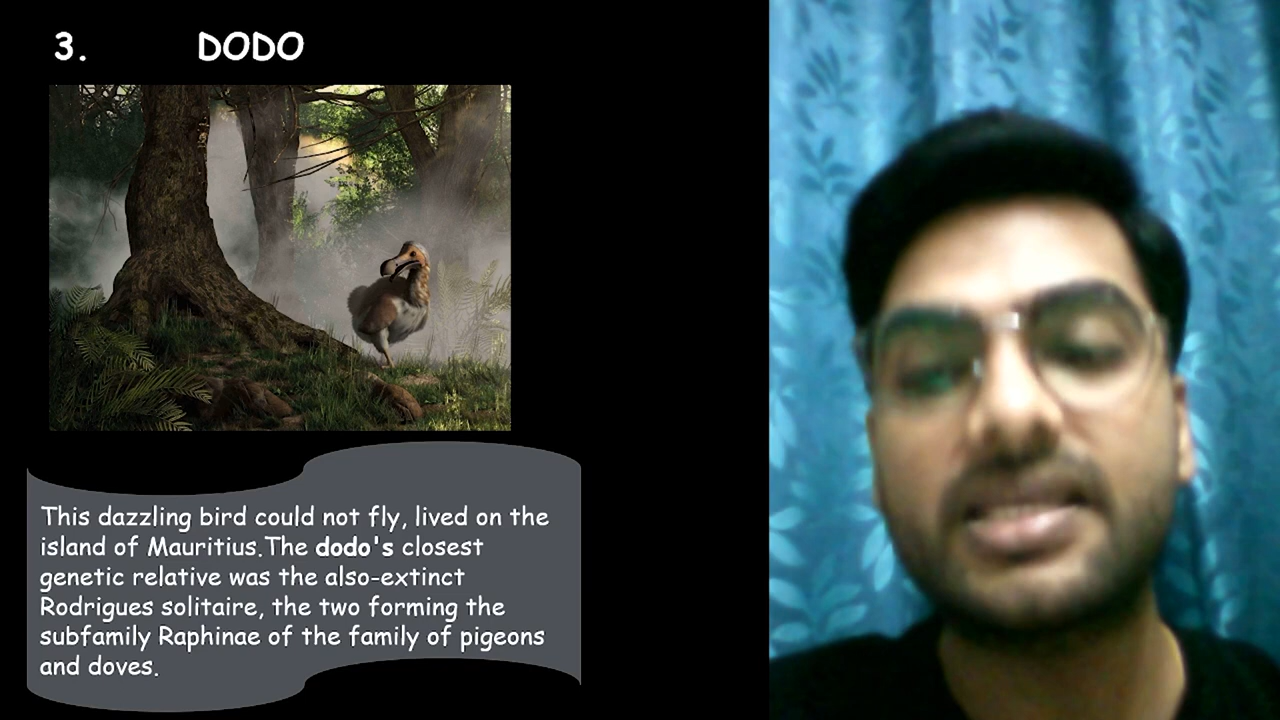 3. DODO
This dazzling bird could not fly, lived on the
island of Mauritius.The dodo's closest
genetic relative was the also-extinct
Rodrigues solitaire, the two forming the
subfamily Raphinae of the family of pigeons
and doves.